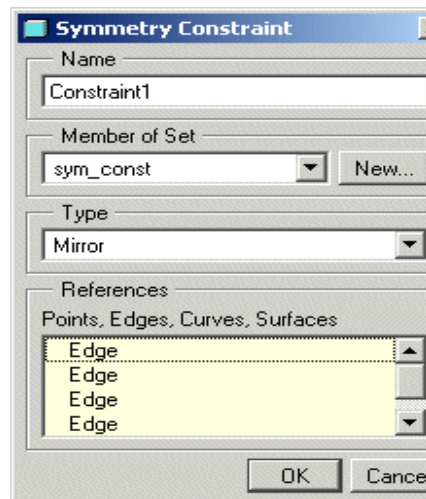 Symmetry Constraint
Name
Constraint1
Member of Set
sym_const New...
Type
Mirror
References
Points, Edges, Curves, Surfaces
Edge
Edge
Edge
Edge
OK Cance